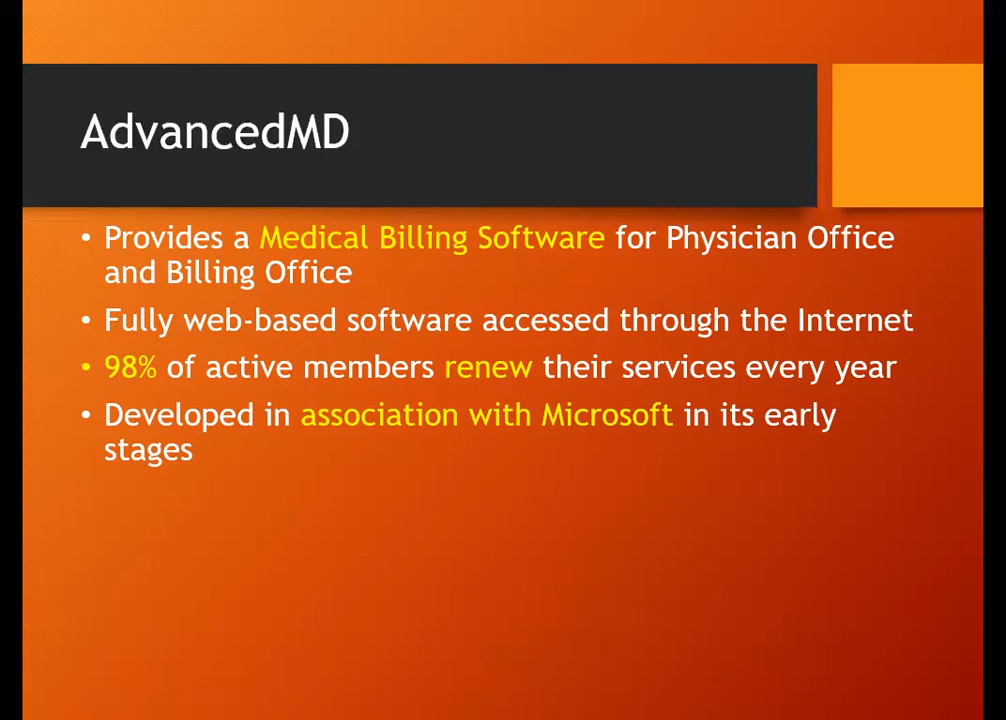 AdvancedMD
• Provides a Medical Billing Software for Physician Office
and Billing Office
• Fully web-based software accessed through the Internet
• 98% of active members renew their services every year
• Developed in association with Microsoft in its early
stages